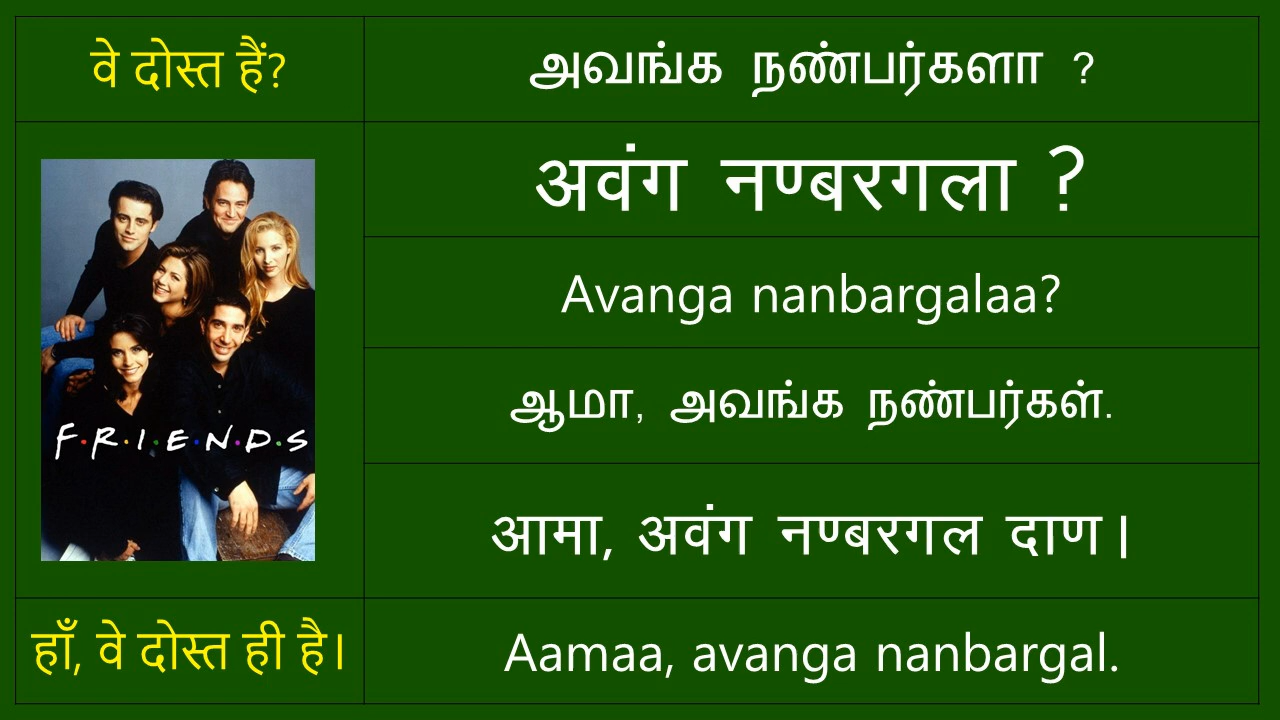 वे दोस्त हैं?
அவங்க நண்பர்களா ?
अवंग नण्बरगला ?
Avanga nanbargalaa?
ஆமா, அவங்க நண்பர்கள்.
F·R·I·E·N·D·S
आमा, अवंग नण्बरगल दाण |
हाँ, वे दोस्त ही है।
Aamaa, avanga nanbargal.